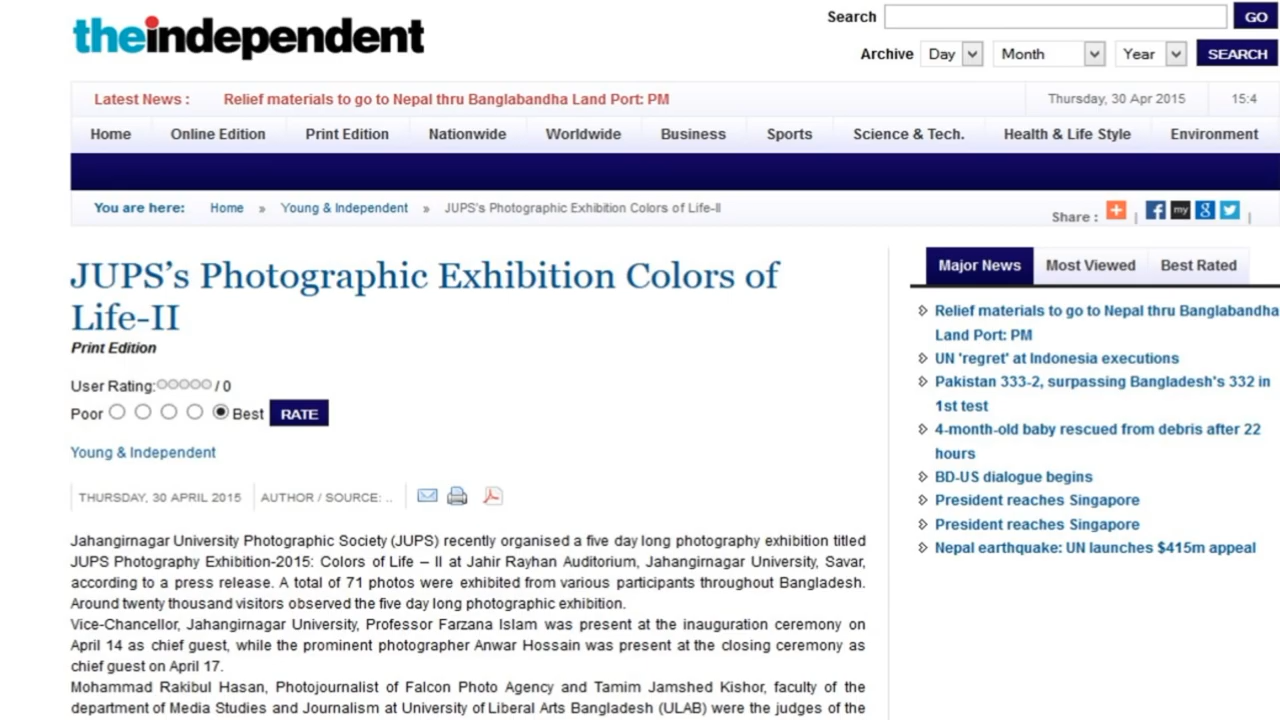 theindependent
Search
GO
Archive Day Month Year SEARCH
Latest News : Relief materials to go to Nepal thru Banglabandha Land Port: PM Thursday, 30 Apr 2015 15:4
Home Online Edition Print Edition Nationwide Worldwide Business Sports Science & Tech. Health & Life Style Environment
You are here: Home » Young & Independent » JUPS's Photographic Exhibition Colors of Life-II
Share : | my |
JUPS’s Photographic Exhibition Colors of
Life-II
Print Edition
User Rating: / 0
Poor Best RATE
Young & Independent
THURSDAY, 30 APRIL 2015 AUTHOR / SOURCE: ..
Jahangirnagar University Photographic Society (JUPS) recently organised a five day long photography exhibition titled
JUPS Photography Exhibition-2015: Colors of Life – II at Jahir Rayhan Auditorium, Jahangirnagar University, Savar,
according to a press release. A total of 71 photos were exhibited from various participants throughout Bangladesh.
Around twenty thousand visitors observed the five day long photographic exhibition.
Vice-Chancellor, Jahangirnagar University, Professor Farzana Islam was present at the inauguration ceremony on
April 14 as chief guest, while the prominent photographer Anwar Hossain was present at the closing ceremony as
chief guest on April 17.
Mohammad Rakibul Hasan, Photojournalist of Falcon Photo Agency and Tamim Jamshed Kishor, faculty of the
department of Media Studies and Journalism at University of Liberal Arts Bangladesh (ULAB) were the judges of the
Major News Most Viewed Best Rated
Relief materials to go to Nepal thru Banglabandha
Land Port: PM
UN 'regret' at Indonesia executions
Pakistan 333-2, surpassing Bangladesh's 332 in
1st test
4-month-old baby rescued from debris after 22
hours
BD-US dialogue begins
President reaches Singapore
President reaches Singapore
Nepal earthquake: UN launches $415m appeal